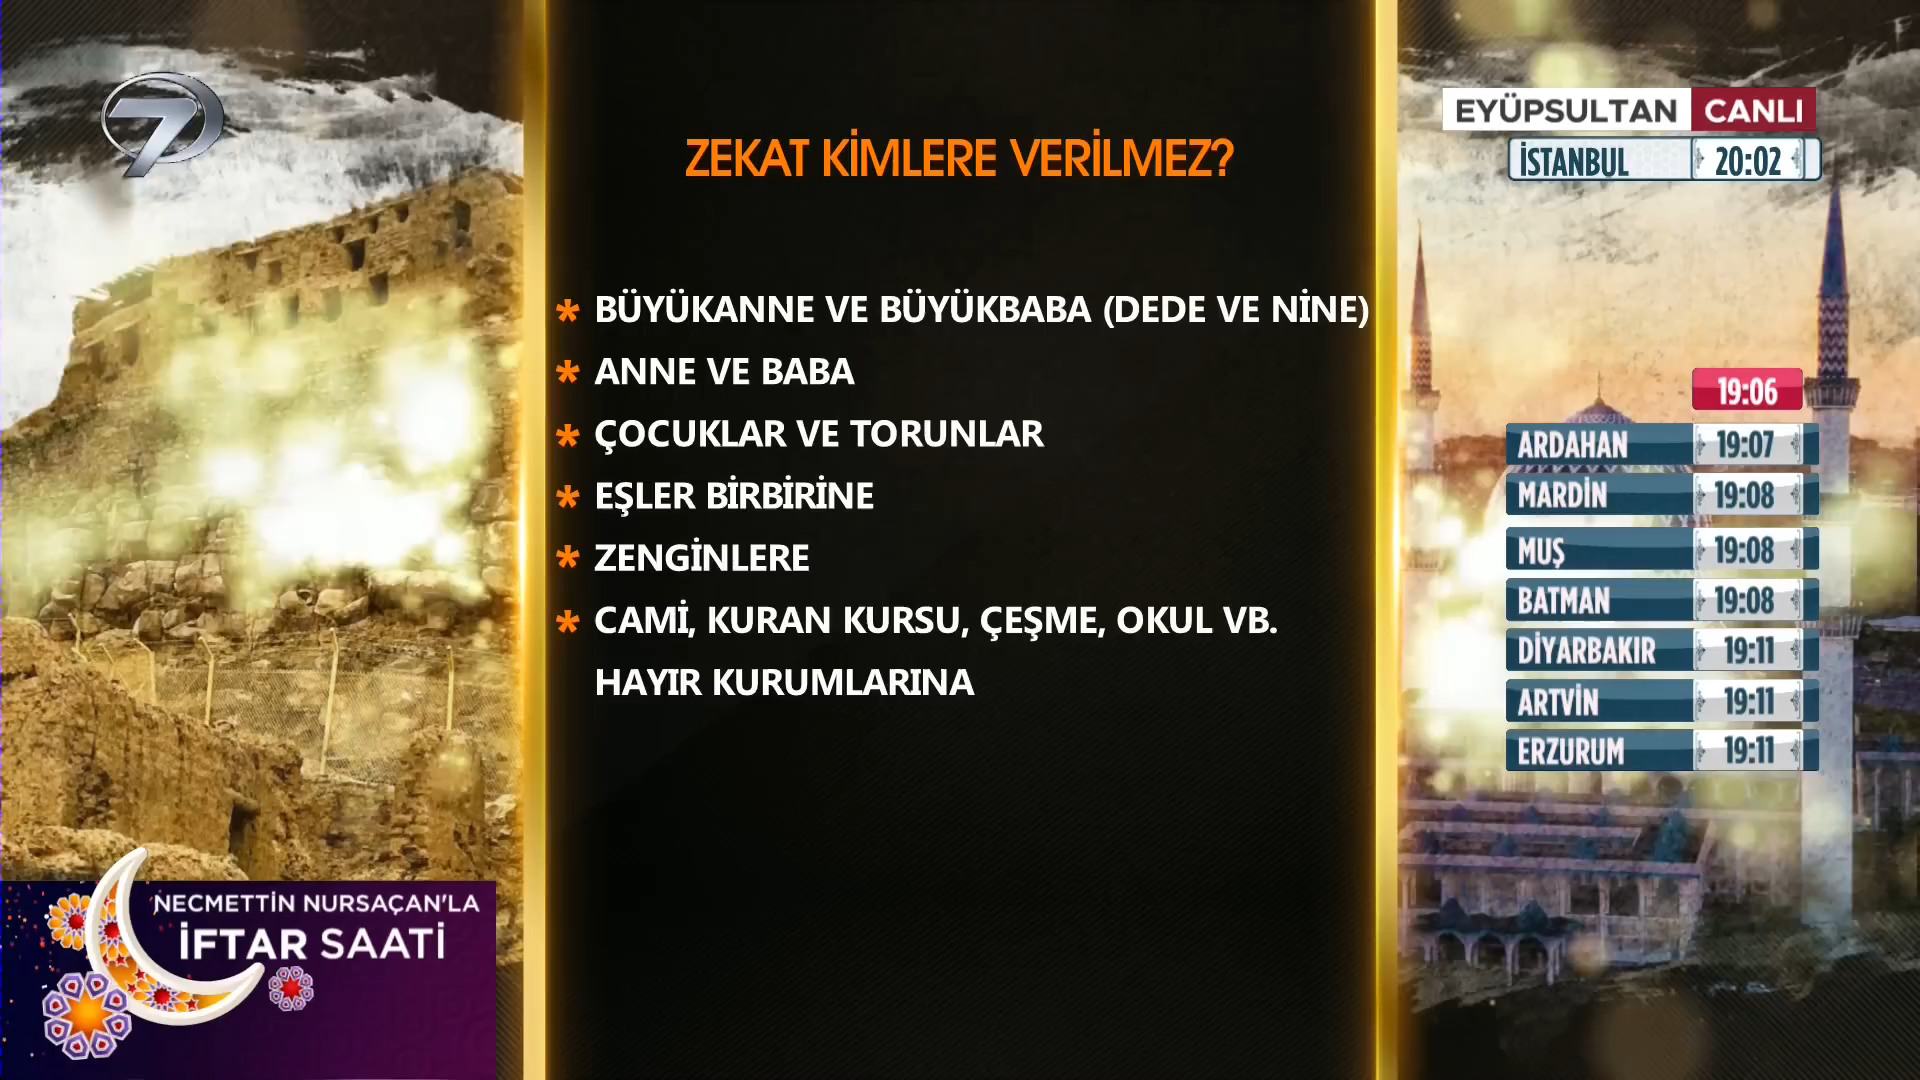 7
EYÜPSULTAN CANLI
İSTANBUL 20:02
ZEKAT KİMLERE VERİLMEZ?
* BÜYÜKANNE VE BÜYÜKBABA (DEDE VE NİNE)
* ANNE VE BABA
* ÇOCUKLAR VE TORUNLAR
* EŞLER BİRBİRİNE
* ZENGİNLERE
* CAMİ, KURAN KURSU, ÇEŞME, OKUL VB.
HAYIR KURUMLARINA
19:06
ARDAHAN 19:07
MARDİN 19:08
MUŞ 19:08
BATMAN 19:08
DİYARBAKIR 19:11
ARTVİN 19:11
ERZURUM 19:11
NECMETTİN NURSAÇAN'LA
İFTAR SAATİ